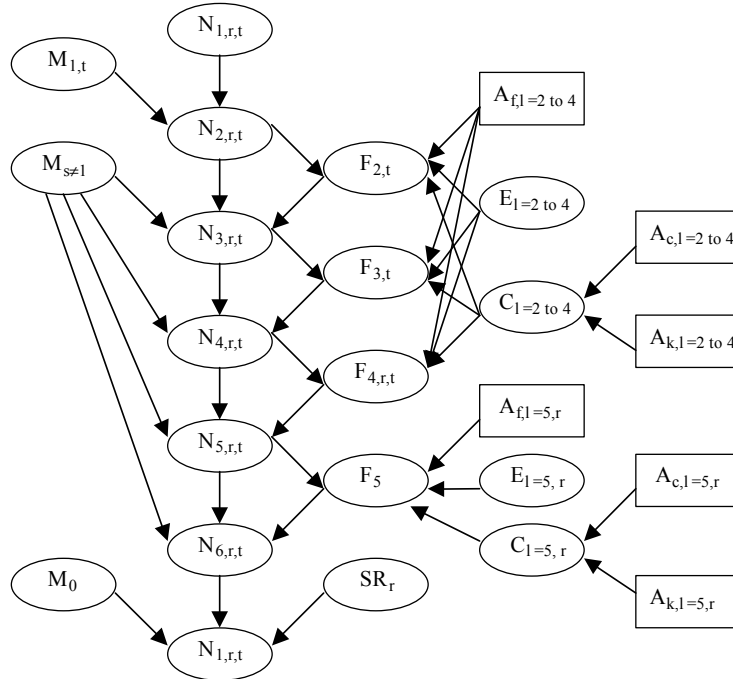 N1,r,t
M1,t
N2,r,t
Af,l=2 to 4
Ms≠1
F2,t
El=2 to 4
N3,r,t
Ac,l=2 to 4
F3,t
Cl=2 to 4
N4,r,t
Ak,l=2 to 4
F4,r,t
Af,l=5,r
N5,r,t
F5
El=5, r
Ac,l=5,r
N6,r,t
Cl=5, r
M0
SRr
Ak,l=5,r
N1,r,t